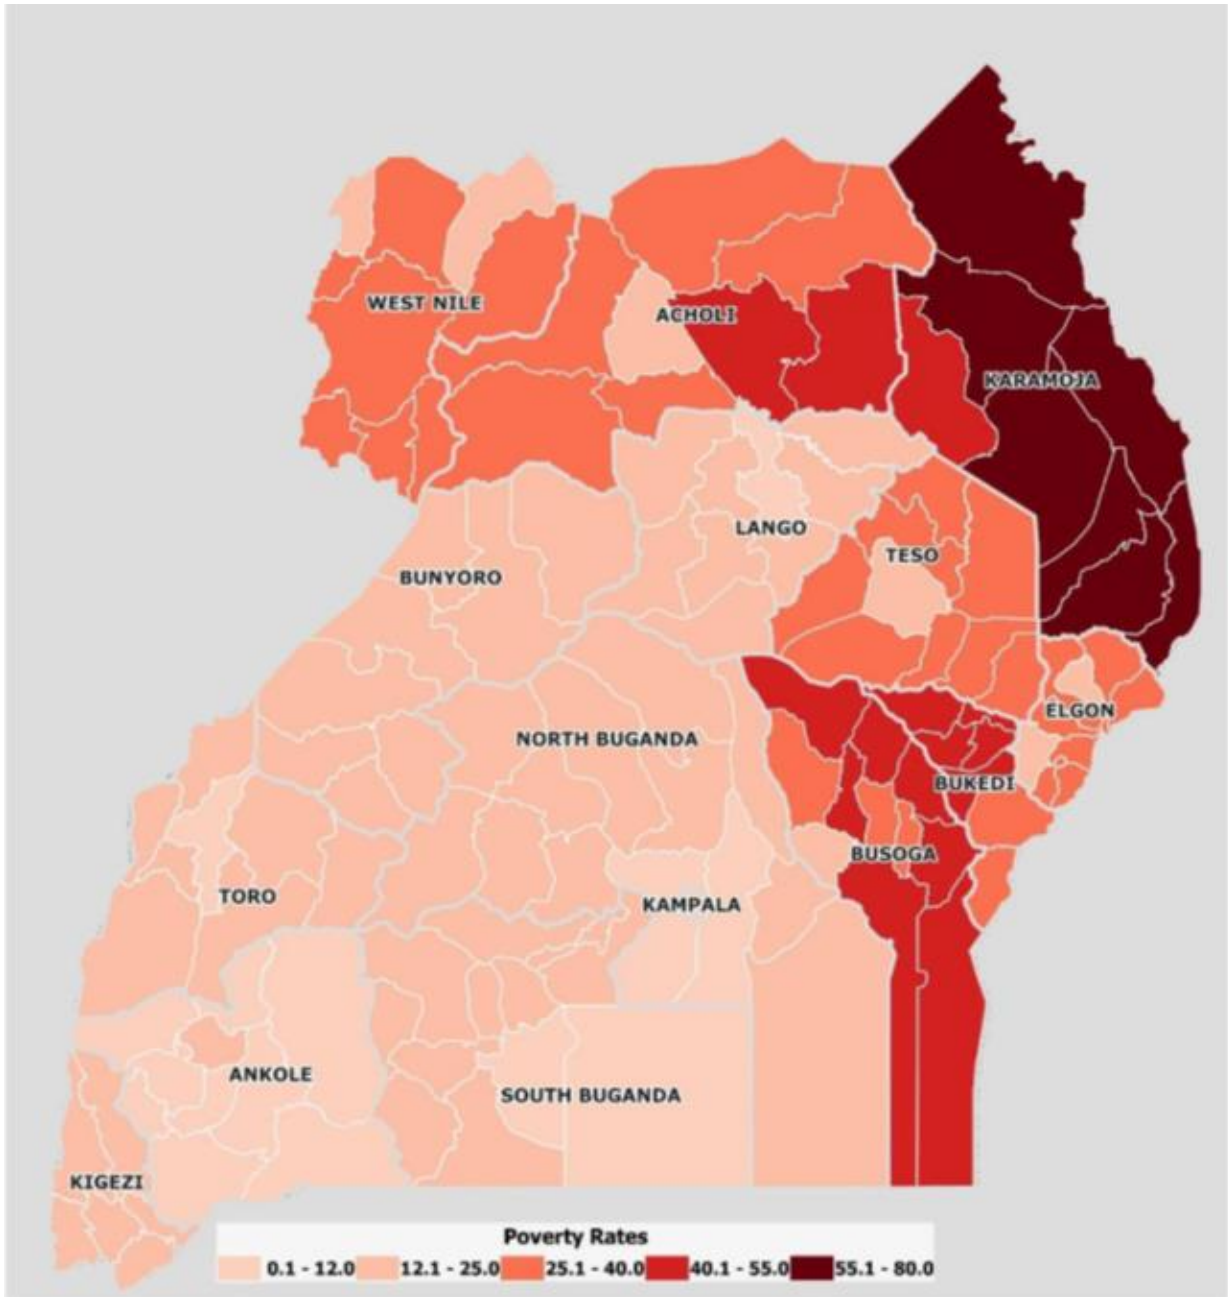 WEST NILE
ACHOLI
KARAMOJA
LANGO
TESO
BUNYORO
ELGON
NORTH BUGANDA
BUKEDI
BUSOGA
TORO
KAMPALA
ANKOLE
SOUTH BUGANDA
KIGEZI
Poverty Rates
0.1 - 12.0 12.1 - 25.0 25.1 - 40.0 40.1 - 55.0 55.1 - 80.0